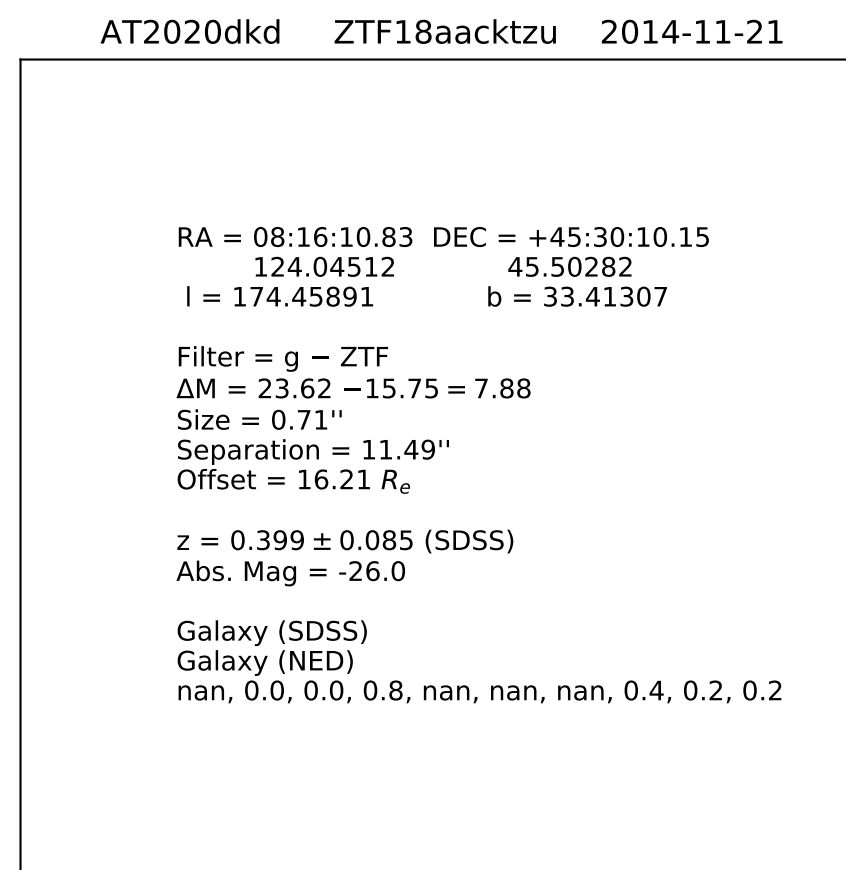 AT2020dkd ZTF18aacktzu 2014-11-21
RA = 08:16:10.83 DEC = +45:30:10.15
124.04512 45.50282
l = 174.45891 b = 33.41307
Filter = g − ZTF
ΔM = 23.62 −15.75 = 7.88
Size = 0.71''
Separation = 11.49''
Offset = 16.21 Rₑ
z = 0.399 ± 0.085 (SDSS)
Abs. Mag = -26.0
Galaxy (SDSS)
Galaxy (NED)
nan, 0.0, 0.0, 0.8, nan, nan, nan, 0.4, 0.2, 0.2